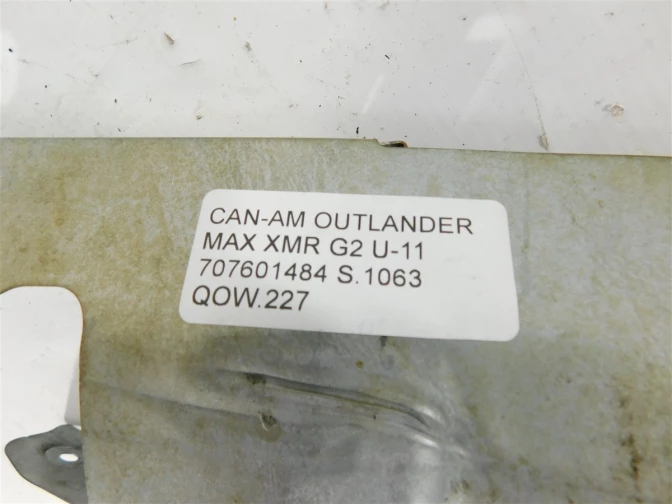 CAN-AM OUTLANDER
MAX XMR G2 U-11
707601484 S.1063
QOW.227